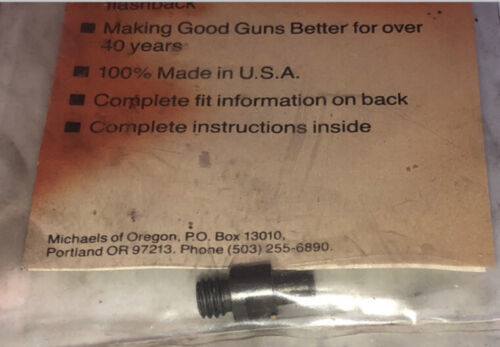 flashback
■ Making Good Guns Better for over
40 years
■ 100% Made in U.S.A.
■ Complete fit information on back
■ Complete instructions inside
Michaels of Oregon, P.O. Box 13010,
Portland OR 97213. Phone (503) 255-6890.